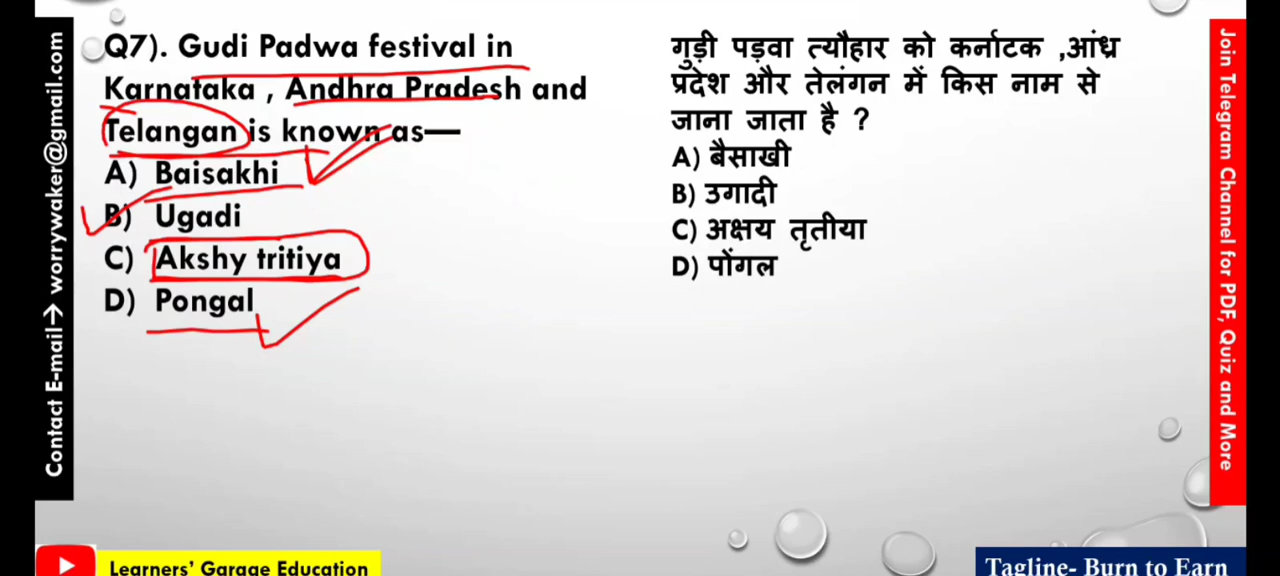 Contact E-mail→ worrywaker@gmail.com
Q7). Gudi Padwa festival in
Karnataka , Andhra Pradesh and
Telangan is known as—
A) Baisakhi
B) Ugadi
C) Akshy tritiya
D) Pongal
गुड़ी पड़वा त्यौहार को कर्नाटक ,आंध्र
प्रदेश और तेलंगन में किस नाम से
जाना जाता है ?
A) बैसाखी
B) उगादी
C) अक्षय तृतीया
D) पोंगल
Join Telegram Channel for PDF, Quiz and More
Learners' Garage Education
Tagline- Burn to Earn